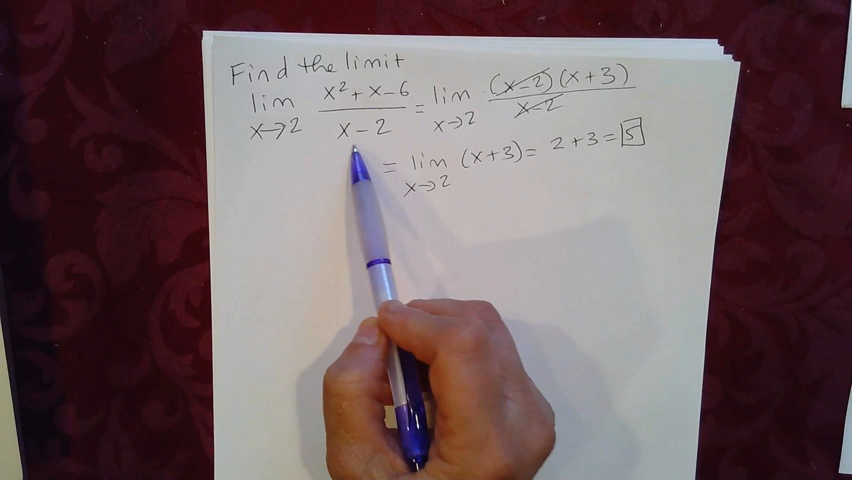 Find the limit
lim x→2 (x² + x − 6)/(x − 2) = lim x→2 (x−2)(x+3)/(x−2)
= lim x→2 (x+3) = 2+3 = 5